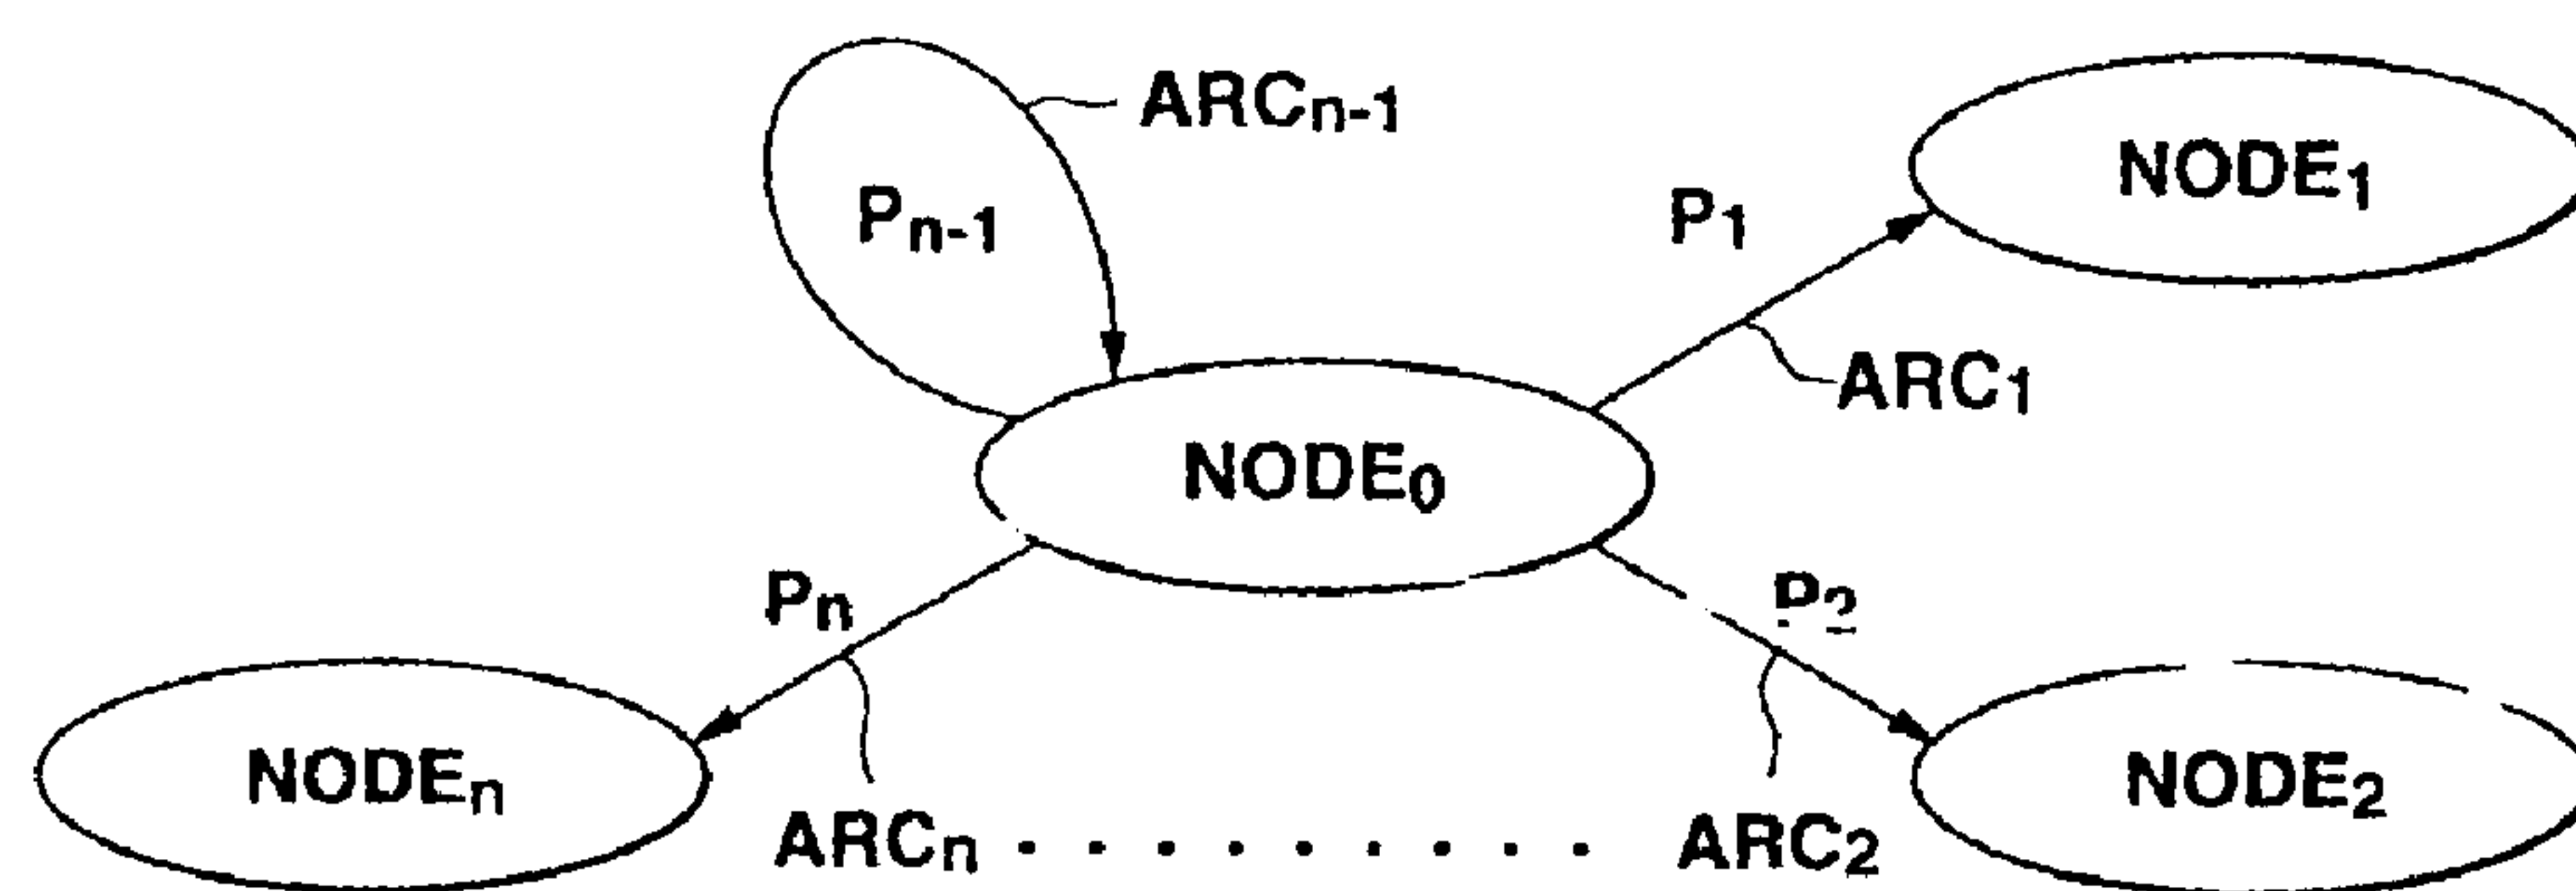 ARCn-1
NODE1
Pn-1
P1
ARC1
NODE0
Pn
P2
NODEn
NODE2
ARCn . . . . . . . . . ARC2